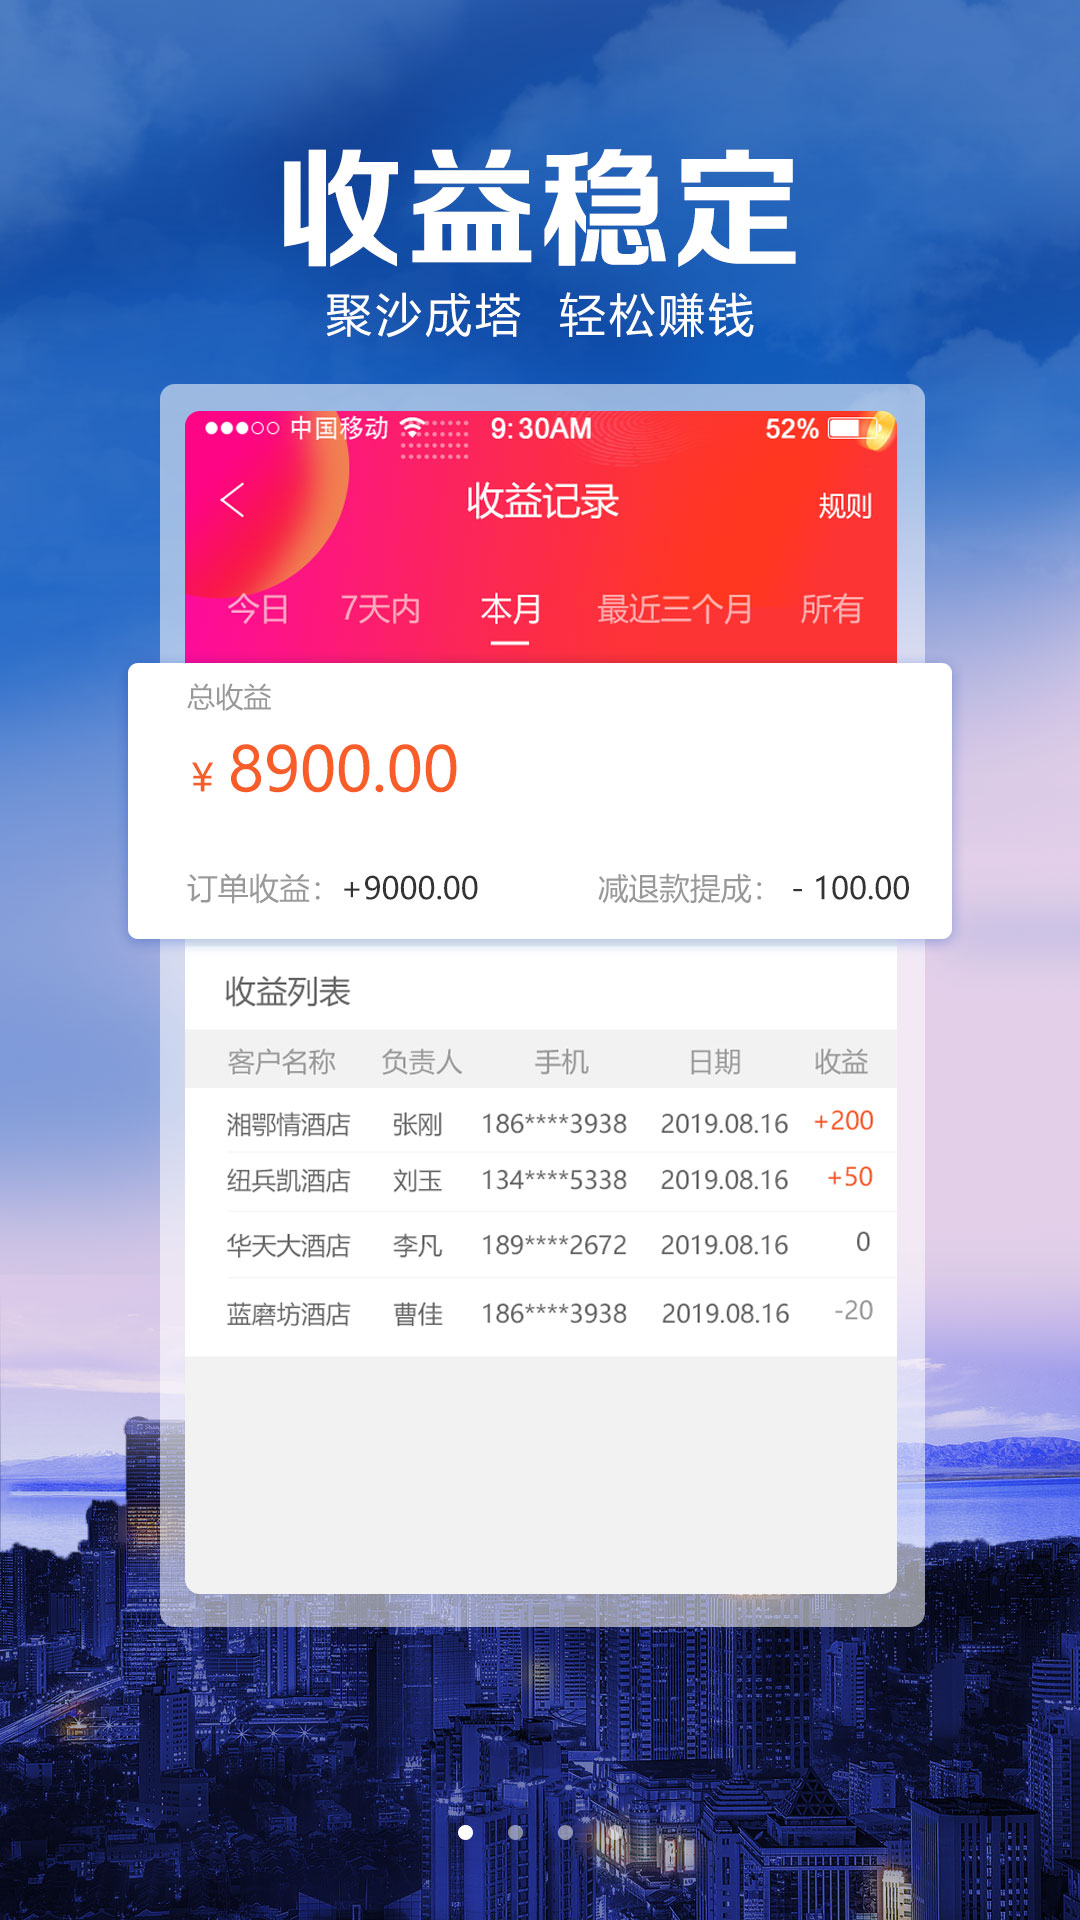 收益稳定
聚沙成塔 轻松赚钱
中国移动 9:30AM 52%
收益记录 规则
今日 7天内 本月 最近三个月 所有
总收益
¥ 8900.00
订单收益： +9000.00 减退款提成： - 100.00
收益列表
客户名称 负责人 手机 日期 收益
湘鄂情酒店 张刚 186****3938 2019.08.16 +200
纽兵凯酒店 刘玉 134****5338 2019.08.16 +50
华天大酒店 李凡 189****2672 2019.08.16 0
蓝磨坊酒店 曹佳 186****3938 2019.08.16 -20